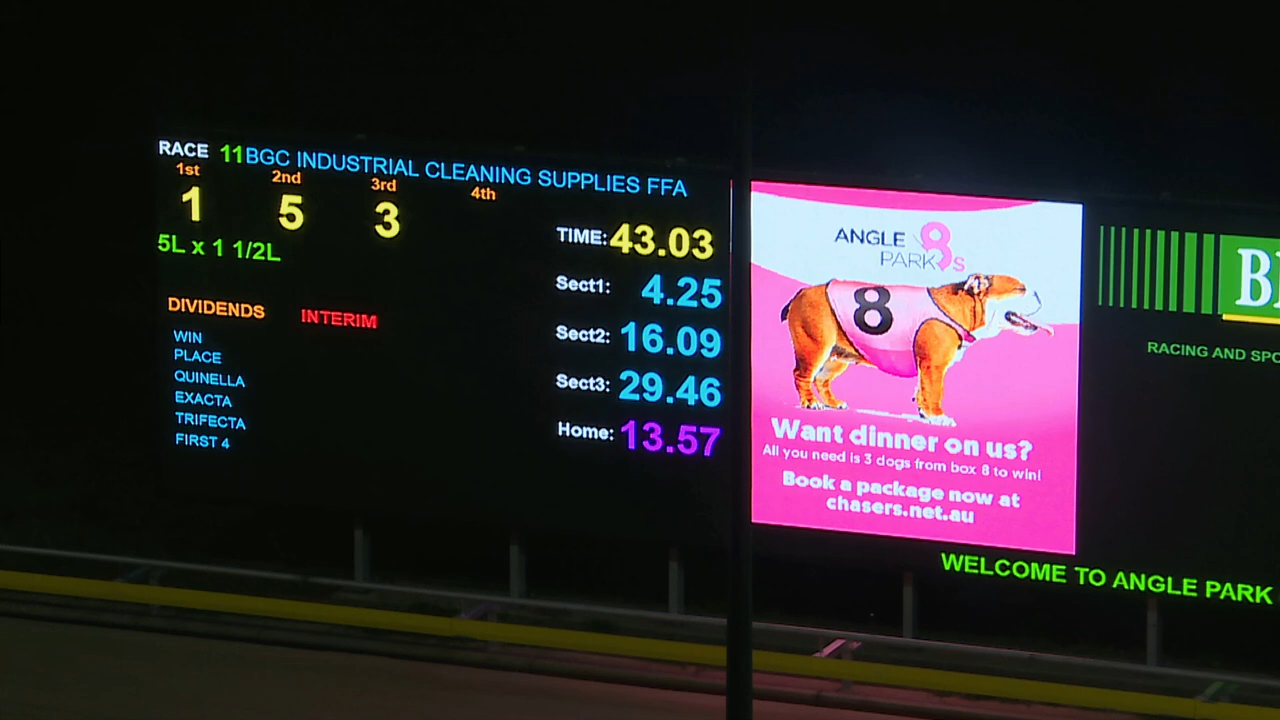 RACE 11 BGC INDUSTRIAL CLEANING SUPPLIES FFA
1st 2nd 3rd 4th
1 5 3
5L x 1 1/2L
DIVIDENDS INTERIM
WIN
PLACE
QUINELLA
EXACTA
TRIFECTA
FIRST 4
TIME: 43.03
Sect1: 4.25
Sect2: 16.09
Sect3: 29.46
Home: 13.57
ANGLE 8s
PARK
8
Want dinner on us?
All you need is 3 dogs from box 8 to win!
Book a package now at
chasers.net.au
RACING AND
WELCOME TO ANGLE PARK